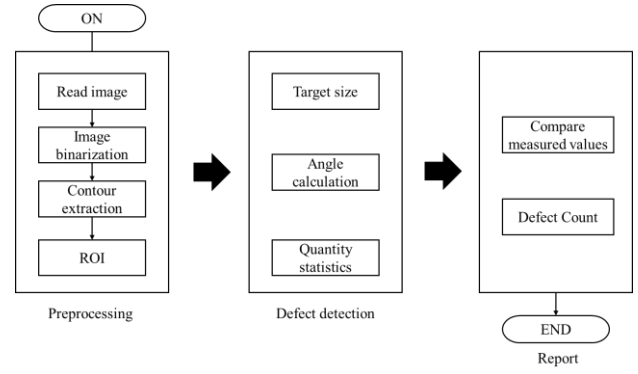 ON
Read image
Image
binarization
Contour
extraction
ROI
Preprocessing
Target size
Angle
calculation
Quantity
statistics
Defect detection
Compare
measured values
Defect Count
END
Report